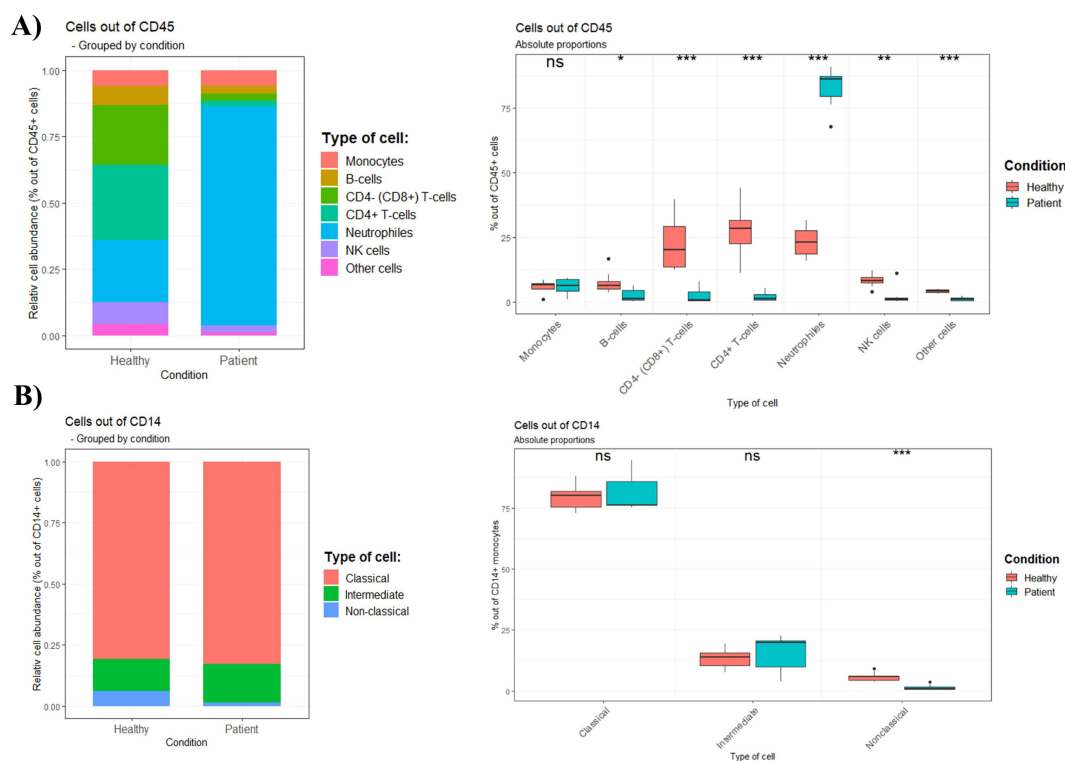 A)
Cells out of CD45
- Grouped by condition
Relativ cell abundance (% out of CD45+ cells)
1.00
0.75
0.50
0.25
0.00
Healthy
Patient
Condition
Type of cell:
Monocytes
B-cells
CD4- (CD8+) T-cells
CD4+ T-cells
Neutrophiles
NK cells
Other cells
Cells out of CD45
Absolute proportions
ns
*
***
***
***
**
***
% out of CD45+ cells
75
50
25
0
Monocytes
B-cells
CD4- (CD8+) T-cells
CD4+ T-cells
Neutrophiles
NK cells
Other cells
Type of cell
Condition
Healthy
Patient
B)
Cells out of CD14
- Grouped by condition
Relativ cell abundance (% out of CD14+ cells)
1.00
0.75
0.50
0.25
0.00
Healthy
Patient
Condition
Type of cell:
Classical
Intermediate
Non-classical
Cells out of CD14
Absolute proportions
ns
ns
***
% out of CD14+ monocytes
75
50
25
0
Classical
Intermediate
Nonclassical
Type of cell
Condition
Healthy
Patient